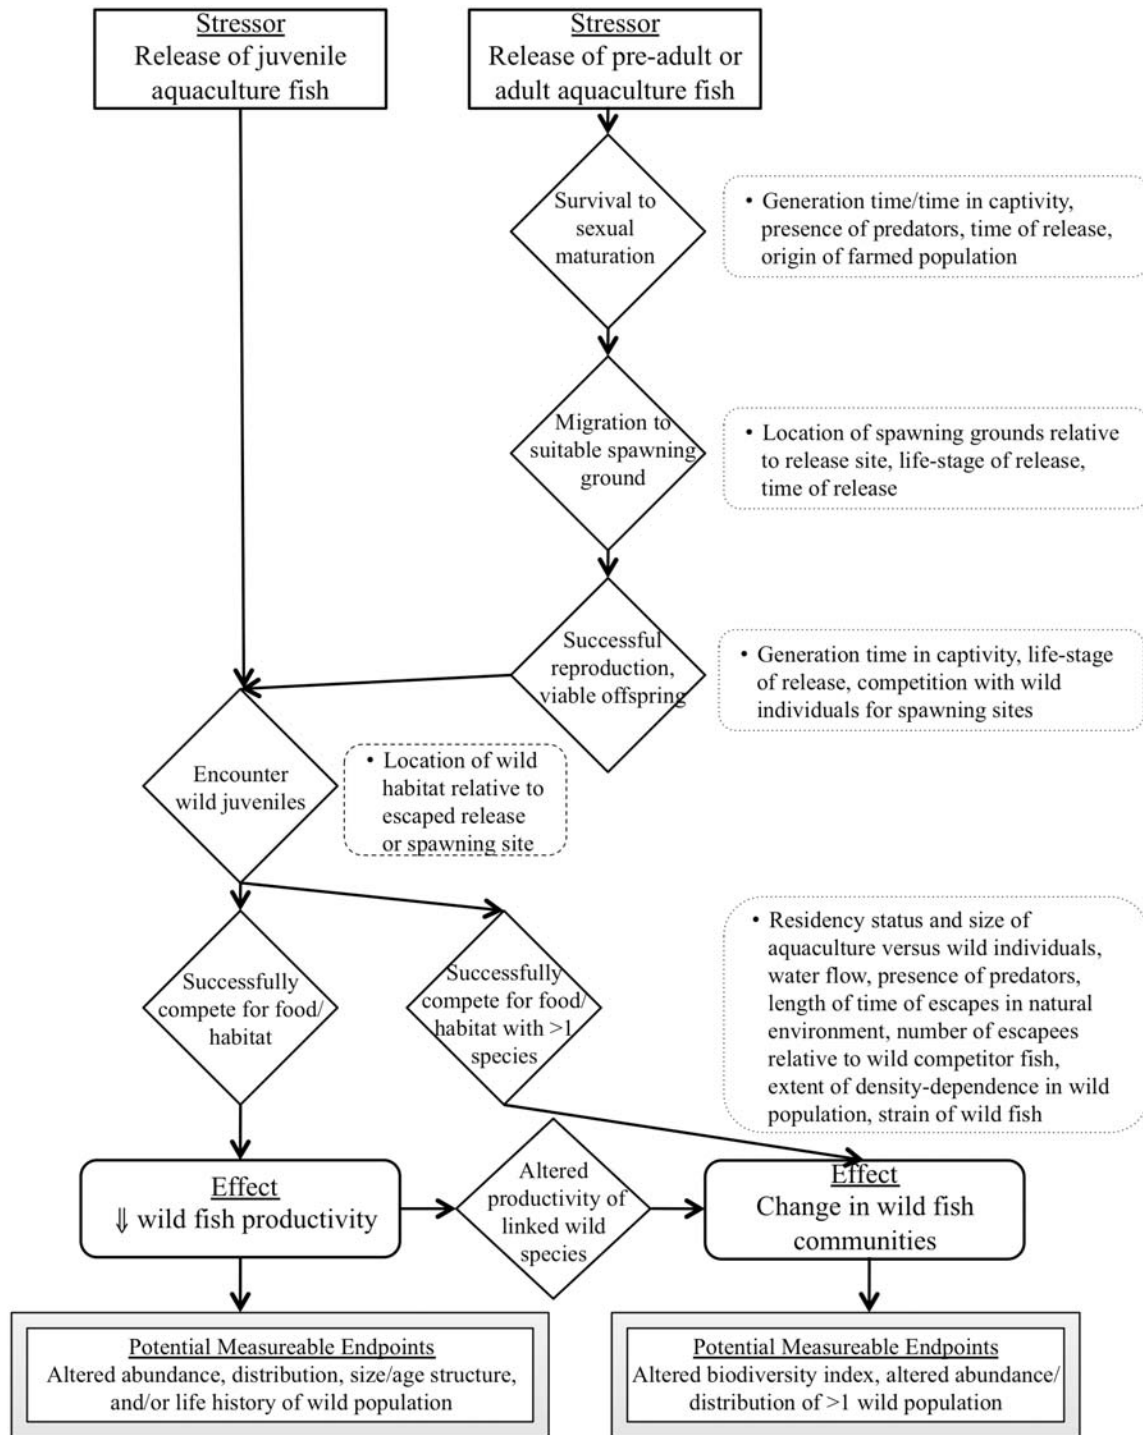 Stressor
Release of juvenile
aquaculture fish
Stressor
Release of pre-adult or
adult aquaculture fish
Survival to
sexual
maturation
• Generation time/time in captivity,
presence of predators, time of release,
origin of farmed population
Migration to
suitable spawning
ground
• Location of spawning grounds relative
to release site, life-stage of release,
time of release
Successful
reproduction,
viable offspring
• Generation time in captivity, life-stage
of release, competition with wild
individuals for spawning sites
Encounter
wild juveniles
• Location of wild
habitat relative to
escaped release
or spawning site
Successfully
compete for food/
habitat
Successfully
compete for food/
habitat with >1
species
• Residency status and size of
aquaculture versus wild individuals,
water flow, presence of predators,
length of time of escapes in natural
environment, number of escapees
relative to wild competitor fish,
extent of density-dependence in wild
population, strain of wild fish
Effect
⇓ wild fish productivity
Altered
productivity of
linked wild
species
Effect
Change in wild fish
communities
Potential Measureable Endpoints
Altered abundance, distribution, size/age structure,
and/or life history of wild population
Potential Measureable Endpoints
Altered biodiversity index, altered abundance/
distribution of >1 wild population